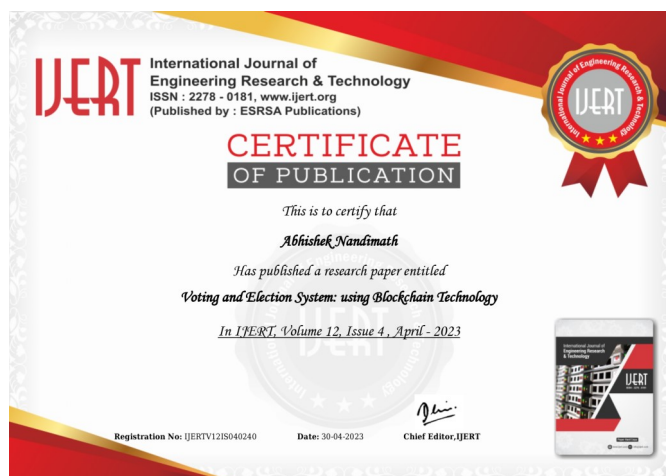 IJERT
International Journal of
Engineering Research & Technology
ISSN : 2278 - 0181, www.ijert.org
(Published by : ESRSA Publications)
International Journal of Engineering Research & Technology
IJERT
CERTIFICATE
OF PUBLICATION
This is to certify that
Abhishek Nandimath
Has published a research paper entitled
Voting and Election System: using Blockchain Technology
In IJERT, Volume 12, Issue 4 , April - 2023
International Journal of
Engineering Research
& Technology
IJERT
Registration No: IJERTV12IS040240
Date: 30-04-2023
Chief Editor,IJERT